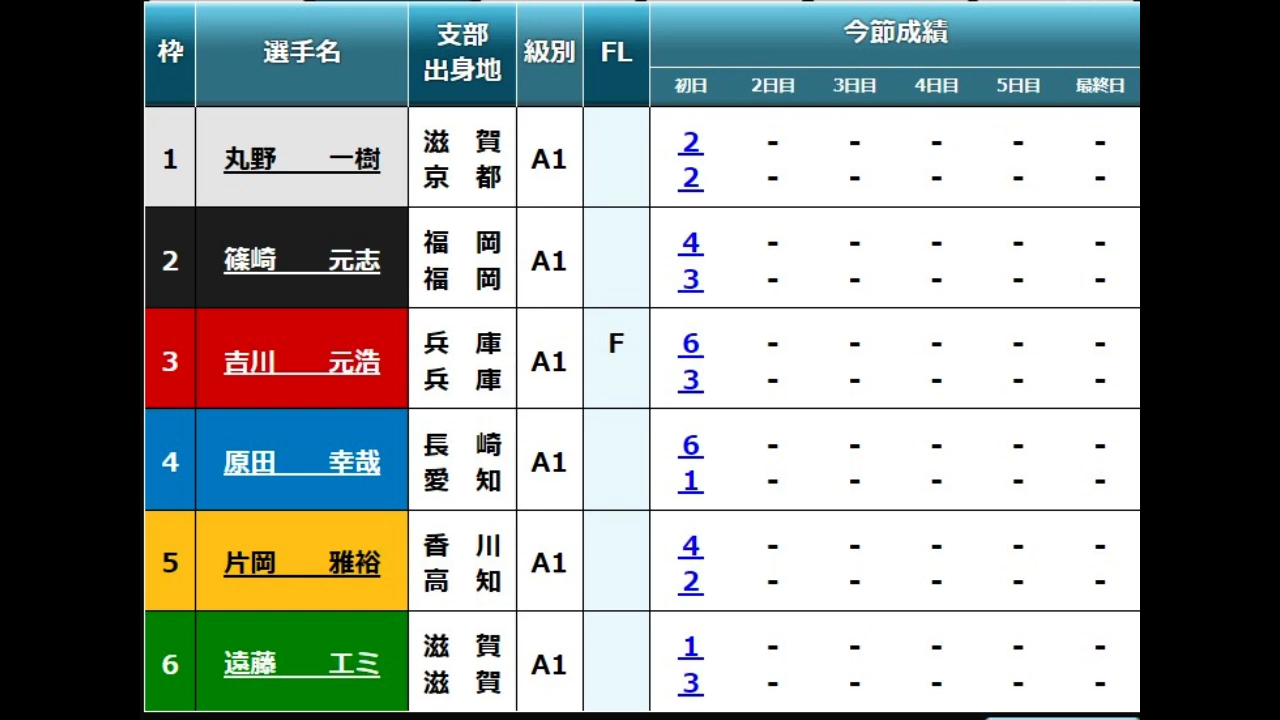 枠 選手名 支部 出身地 級別 FL 今節成績
初日 2日目 3日目 4日目 5日目 最終日
1 丸野 一樹 滋賀 A1 2 - - - - -
京都 2 - - - - -
2 篠崎 元志 福岡 A1 4 - - - - -
福岡 3 - - - - -
3 吉川 元浩 兵庫 A1 F 6 - - - - -
兵庫 3 - - - - -
4 原田 幸哉 長崎 A1 6 - - - - -
愛知 1 - - - - -
5 片岡 雅裕 香川 A1 4 - - - - -
高知 2 - - - - -
6 遠藤 エミ 滋賀 A1 1 - - - - -
滋賀 3 - - - - -